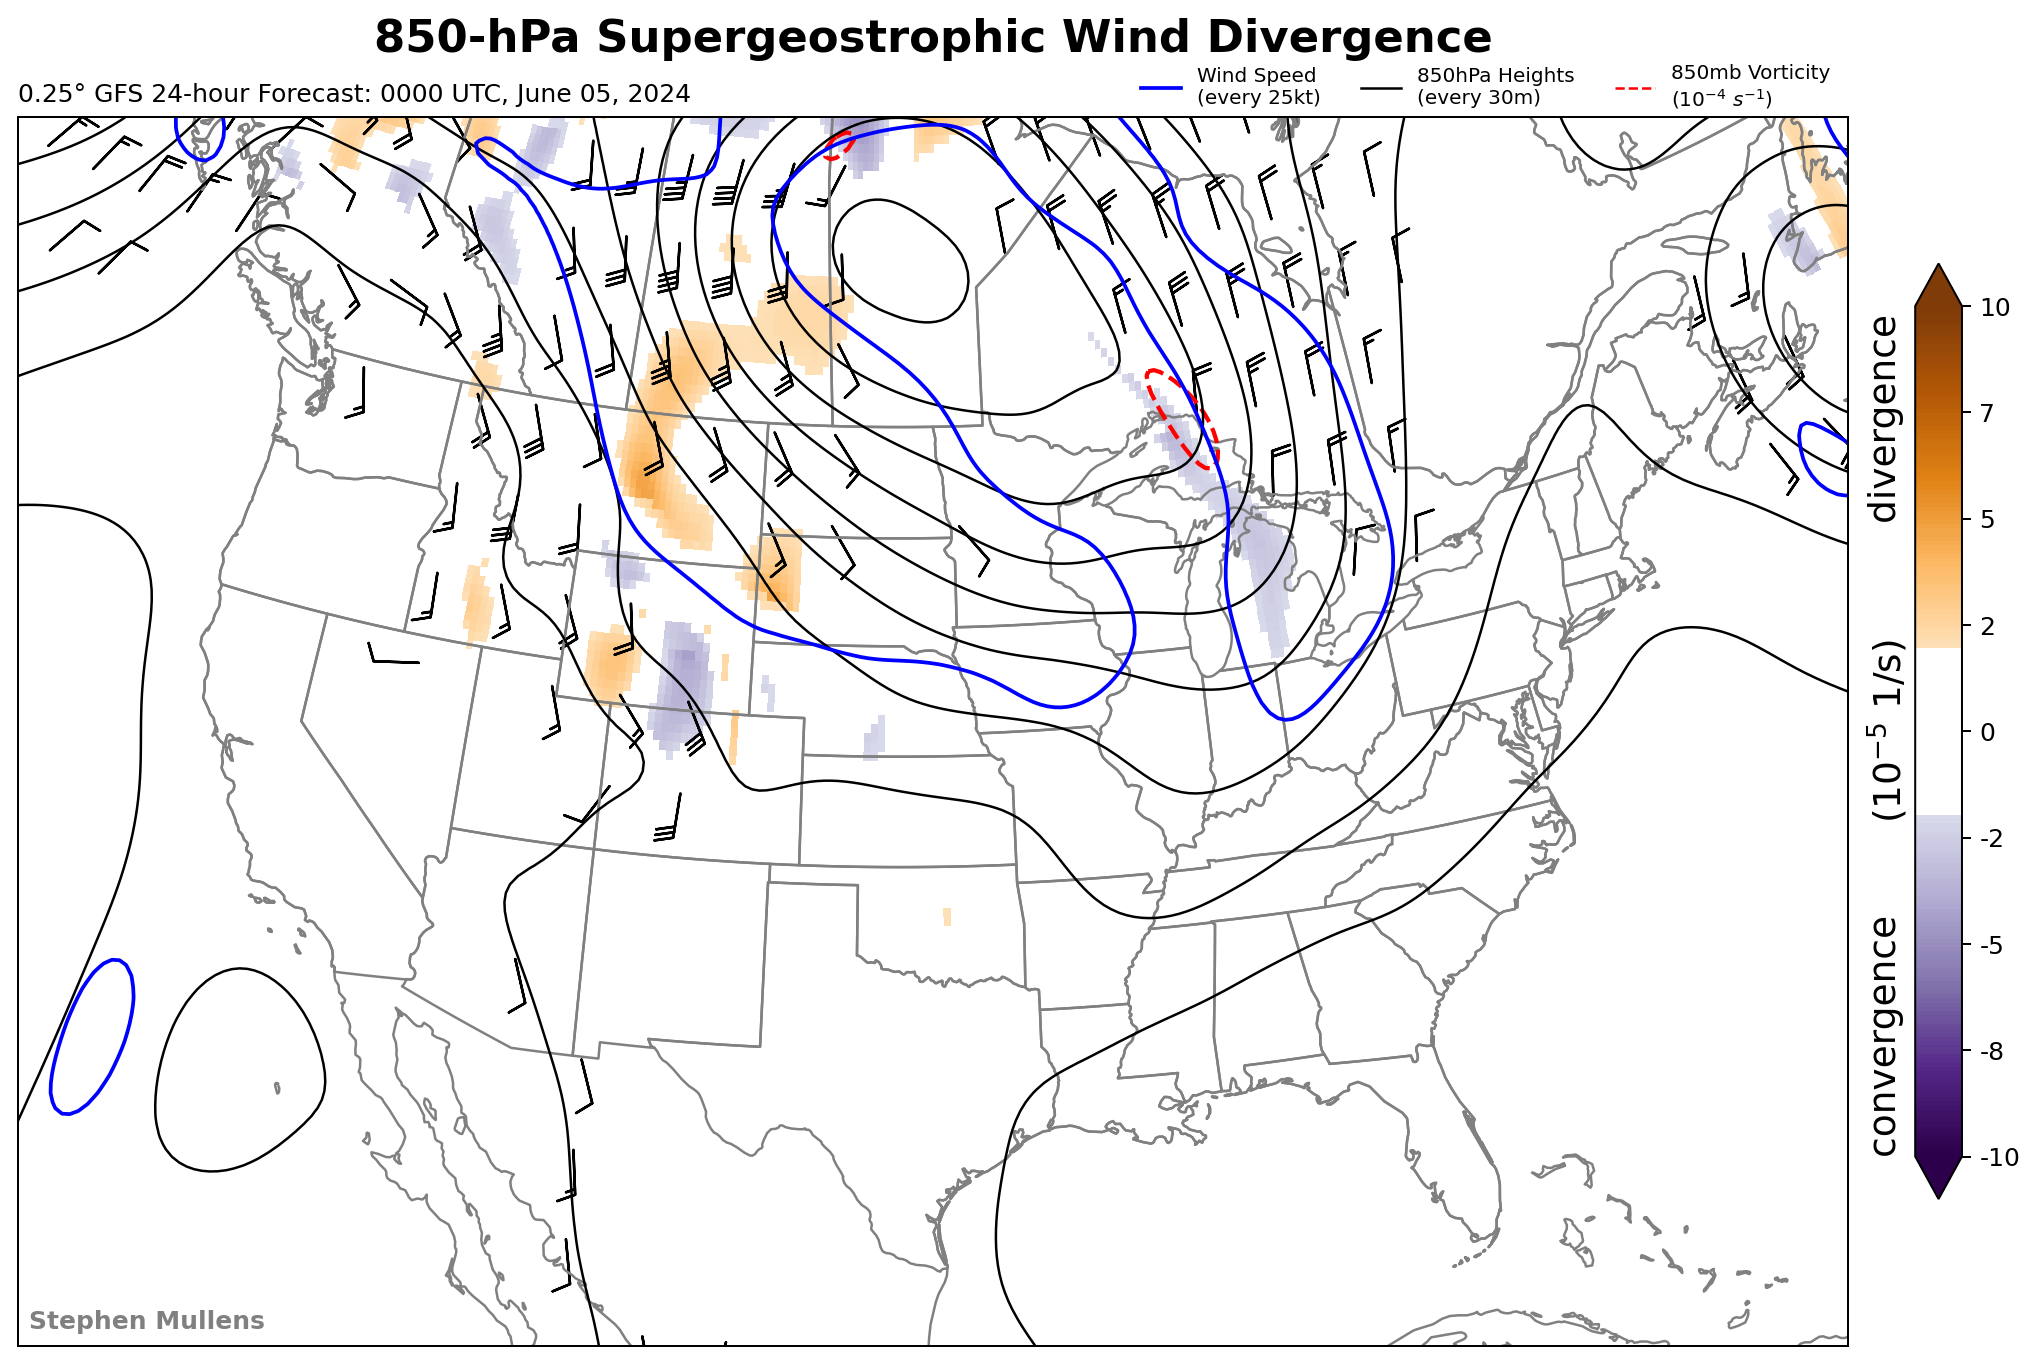 850-hPa Supergeostrophic Wind Divergence
0.25° GFS 24-hour Forecast: 0000 UTC, June 05, 2024
Wind Speed
(every 25kt)
850hPa Heights
(every 30m)
850mb Vorticity
(10⁻⁴ s⁻¹)
10
7
5
2
0
-2
-5
-8
-10
convergence (10⁻⁵ 1/s) divergence
Stephen Mullens